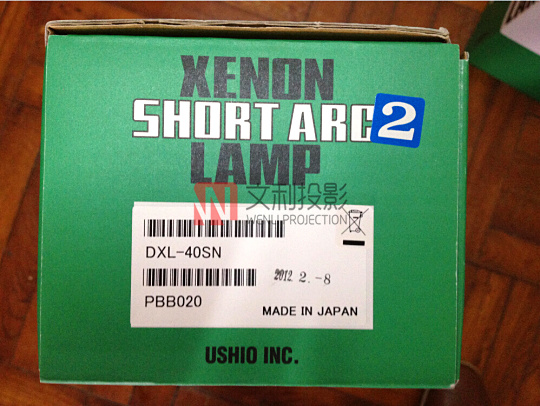 XENON
SHORT ARC 2
LAMP
W 文利投影
WENLI PROJECTION
DXL-40SN
2012. 2. -8
PBB020
MADE IN JAPAN
USHIO INC.